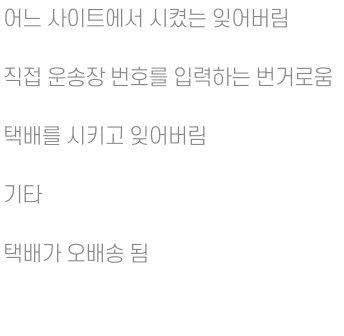 어느 사이트에서 시켰는 잊어버림
직접 운송장 번호를 입력하는 번거로움
택배를 시키고 잊어버림
기타
택배가 오배송 됨